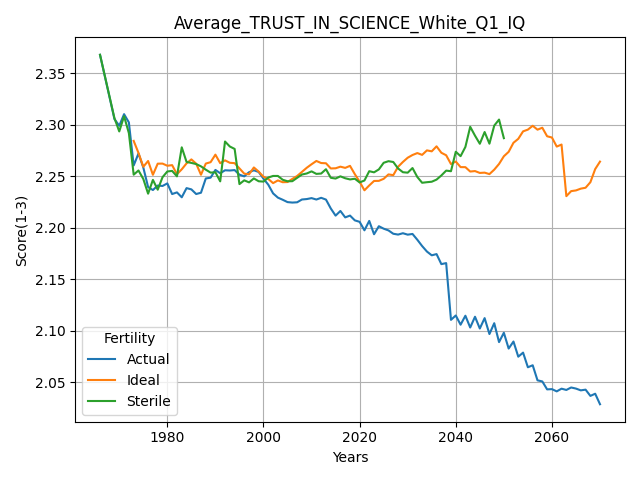 Average_TRUST_IN_SCIENCE_White_Q1_IQ
Score(1-3)
2.35
2.30
2.25
2.20
2.15
2.10
2.05
Fertility
Actual
Ideal
Sterile
1980
2000
2020
2040
2060
Years